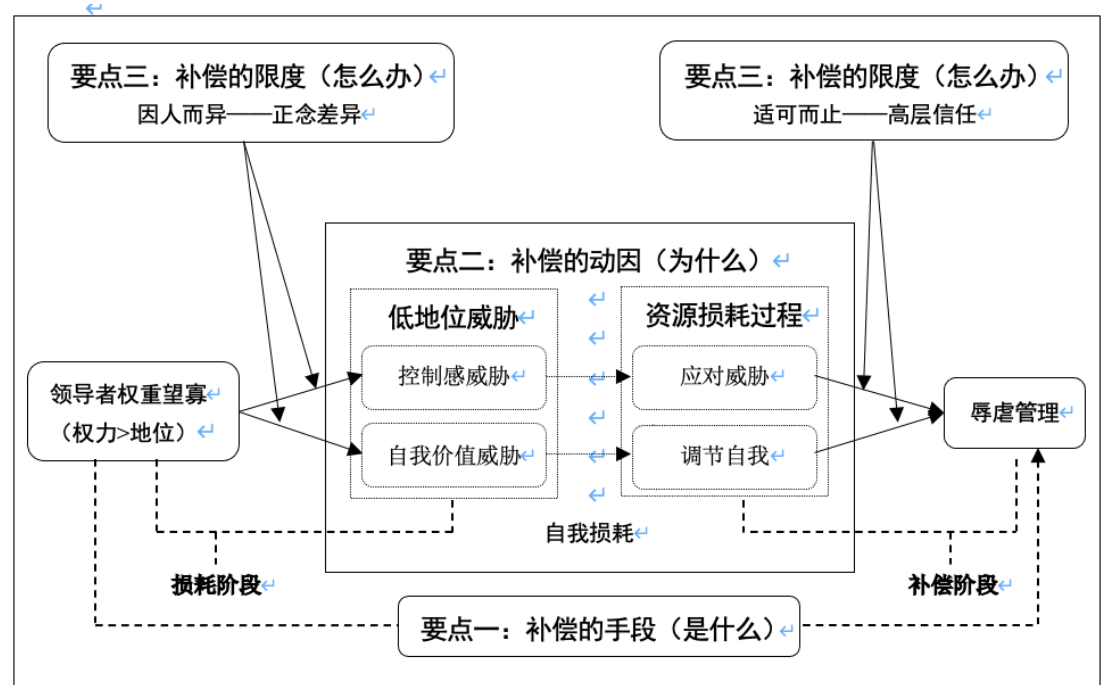 要点三：补偿的限度（怎么办）
因人而异——正念差异
要点三：补偿的限度（怎么办）
适可而止——高层信任
要点二：补偿的动因（为什么）
低地位威胁
资源损耗过程
控制感威胁
应对威胁
领导者权重望寡
（权力>地位）
辱虐管理
自我价值威胁
调节自我
自我损耗
损耗阶段
补偿阶段
要点一：补偿的手段（是什么）